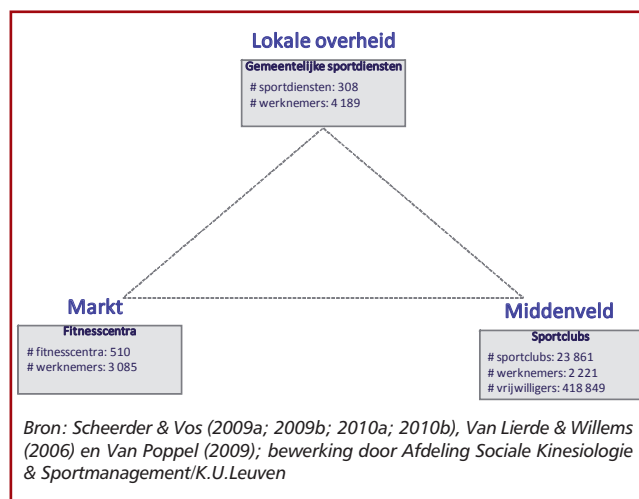 Lokale overheid
Gemeentelijke sportdiensten
# sportdiensten: 308
# werknemers: 4 189
Markt
Fitnesscentra
# fitnesscentra: 510
# werknemers: 3 085
Middenveld
Sportclubs
# sportclubs: 23 861
# werknemers: 2 221
# vrijwilligers: 418 849
Bron: Scheerder & Vos (2009a; 2009b; 2010a; 2010b), Van Lierde & Willems
(2006) en Van Poppel (2009); bewerking door Afdeling Sociale Kinesiologie
& Sportmanagement/K.U.Leuven